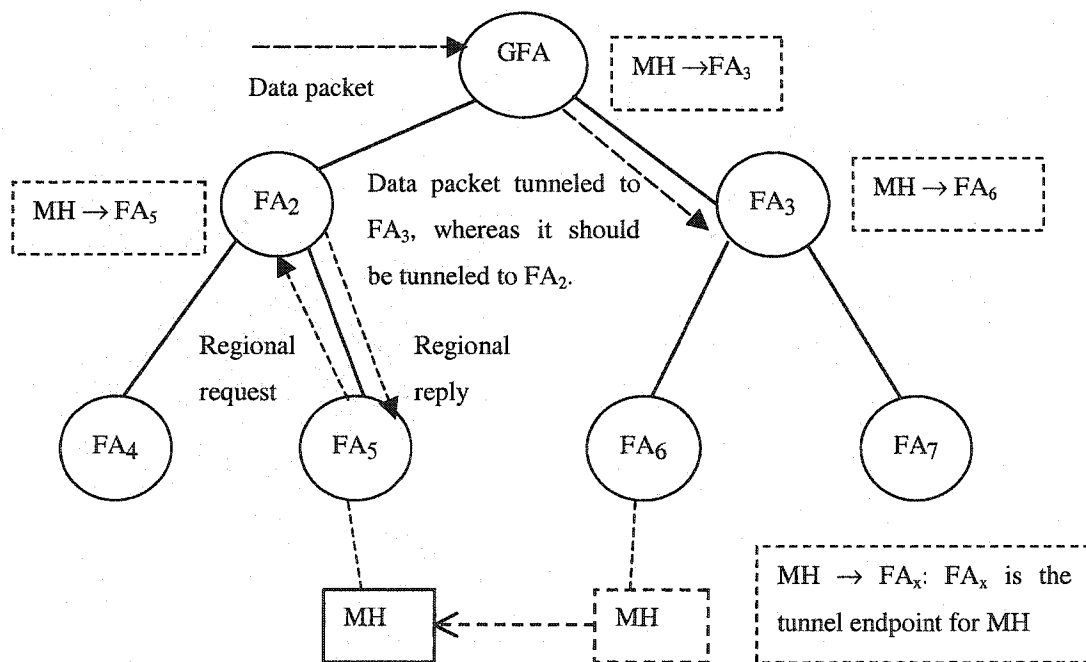 GFA
MH →FA₃
Data packet
MH → FA₅
FA₂
Data packet tunneled to
FA₃, whereas it should
be tunneled to FA₂.
FA₃
MH → FA₆
Regional
request
Regional
reply
FA₄
FA₅
FA₆
FA₇
MH
MH
MH → FAₓ: FAₓ is the
tunnel endpoint for MH